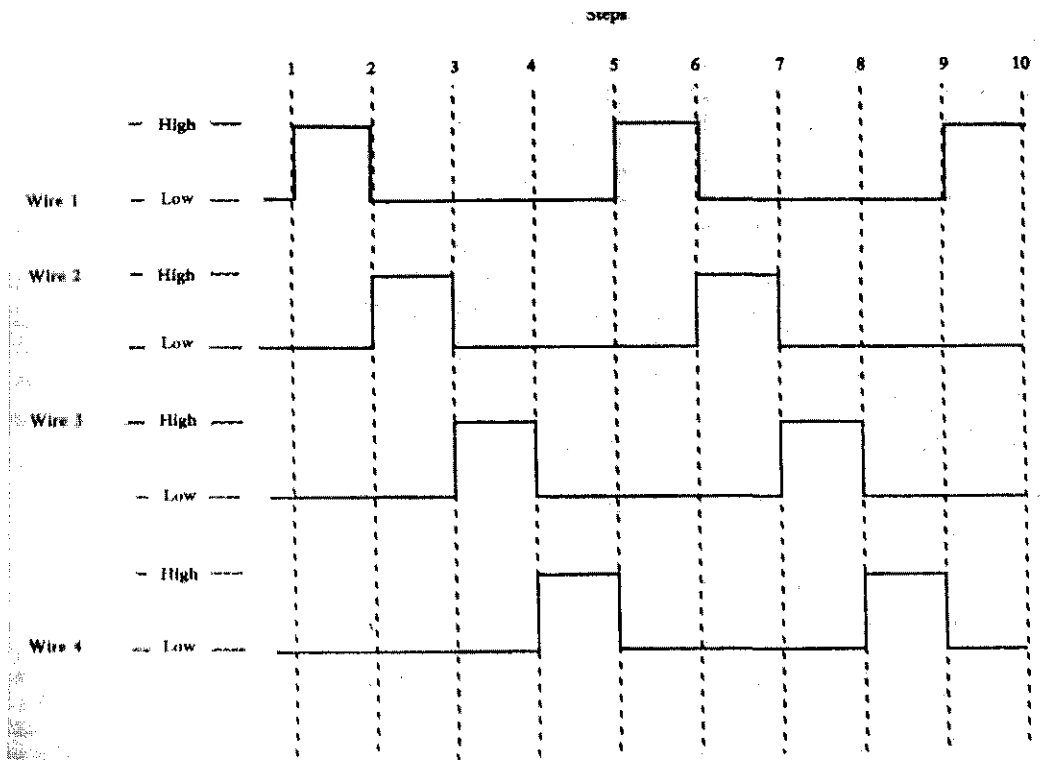 Steps
1 2 3 4 5 6 7 8 9 10
High
Wire 1 Low
Wire 2 High
Low
Wire 3 High
Low
High
Wire 4 Low